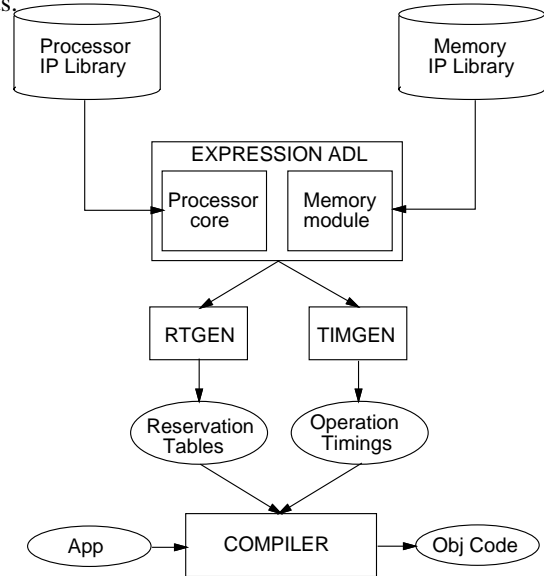 s.
Processor
IP Library
Memory
IP Library
EXPRESSION ADL
Processor
core
Memory
module
RTGEN
TIMGEN
Reservation
Tables
Operation
Timings
App
COMPILER
Obj Code